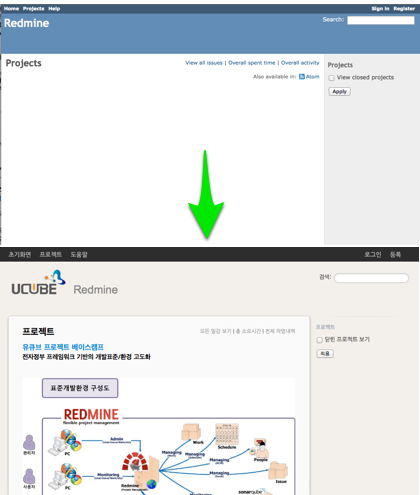 Home Projects Help Sign in Register
Redmine Search:
Projects View all issues | Overall spent time | Overall activity
Also available in: Atom
Projects
View closed projects
Apply
초기화면 프로젝트 도움말 로그인 등록
UCUBE Redmine 검색:
프로젝트 모든 일감 보기 | 총 소요시간 | 전체 작업내역
유큐브 프로젝트 베이스캠프
전자정부 프레임워크 기반의 개발표준/환경 고도화
프로젝트
닫힌 프로젝트 보기
적용
표준개발환경 구성도
REDMINE
flexible project management
Work
Schedule
People
Issue
관리자
PC
Admin
Managing
Monitoring
Redmine
사용자
PC
sonarqube